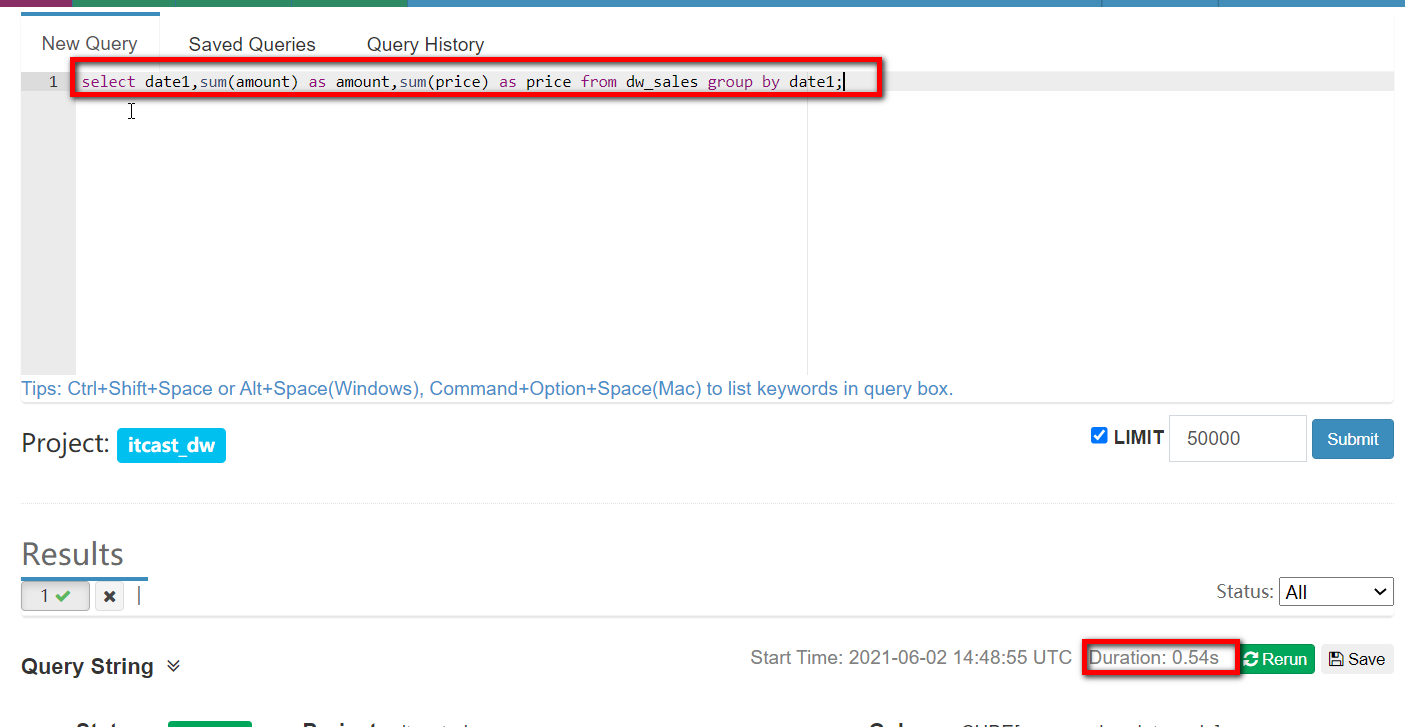 New Query Saved Queries Query History
1 select date1,sum(amount) as amount,sum(price) as price from dw_sales group by date1;
Tips: Ctrl+Shift+Space or Alt+Space(Windows), Command+Option+Space(Mac) to list keywords in query box.
Project: itcast_dw LIMIT 50000 Submit
Results
1 Status: All
Query String Start Time: 2021-06-02 14:48:55 UTC Duration: 0.54s Rerun Save